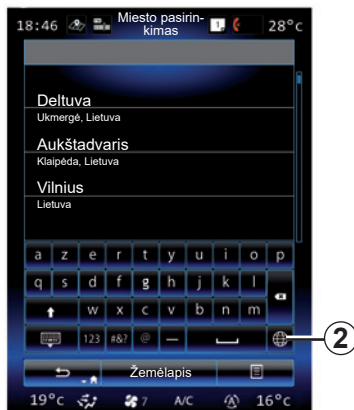 18:46 Miesto pasirin-
kimas 1 28°c
Deltuva
Ukmergė, Lietuva
Aukštadvaris
Klaipėda, Lietuva
Vilnius
Lietuva
a z e r t y u i o p
q s d f g h j k l
w x c v b n m
123 #&? @ —
2
Žemėlapis
19°c 7 A/C A 16°c